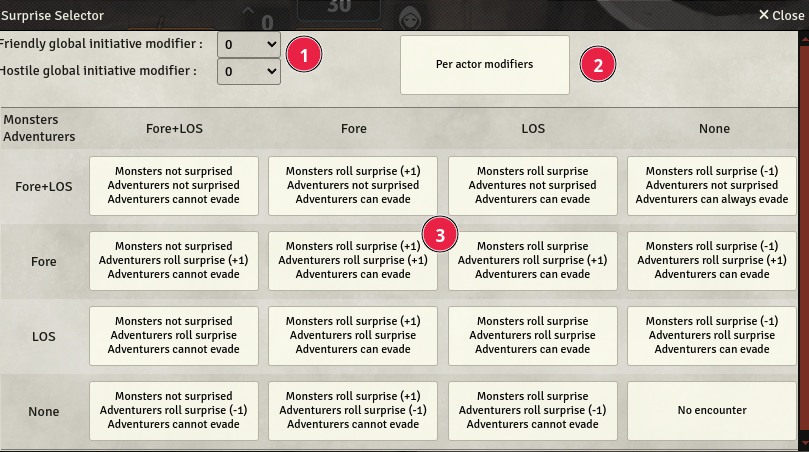 30
0
Surprise Selector
× Close
Friendly global initiative modifier : 0
Hostile global initiative modifier : 0
1
Per actor modifiers
2
Monsters
Adventurers
Fore+LOS Fore LOS None
Fore+LOS
Monsters not surprised
Adventurers not surprised
Adventurers cannot evade
Monsters roll surprise (+1)
Adventurers not surprised
Adventurers can evade
Monsters roll surprise
Adventurers not surprised
Adventurers can evade
Monsters roll surprise (-1)
Adventurers not surprised
Adventurers can always evade
3
Fore
Monsters not surprised
Adventurers roll surprise (+1)
Adventurers cannot evade
Monsters roll surprise (+1)
Adventurers roll surprise (+1)
Adventurers can evade
Monsters roll surprise
Adventurers roll surprise (+1)
Adventurers can evade
Monsters roll surprise (-1)
Adventurers roll surprise (+1)
Adventurers can evade
LOS
Monsters not surprised
Adventurers roll surprise
Adventurers cannot evade
Monsters roll surprise (+1)
Adventurers roll surprise
Adventurers can evade
Monsters roll surprise
Adventurers roll surprise
Adventurers can evade
Monsters roll surprise (-1)
Adventurers roll surprise
Adventurers can evade
None
Monsters not surprised
Adventurers roll surprise (-1)
Adventurers cannot evade
Monsters roll surprise (+1)
Adventurers roll surprise (-1)
Adventurers cannot evade
Monsters roll surprise
Adventurers roll surprise (-1)
Adventurers cannot evade
No encounter